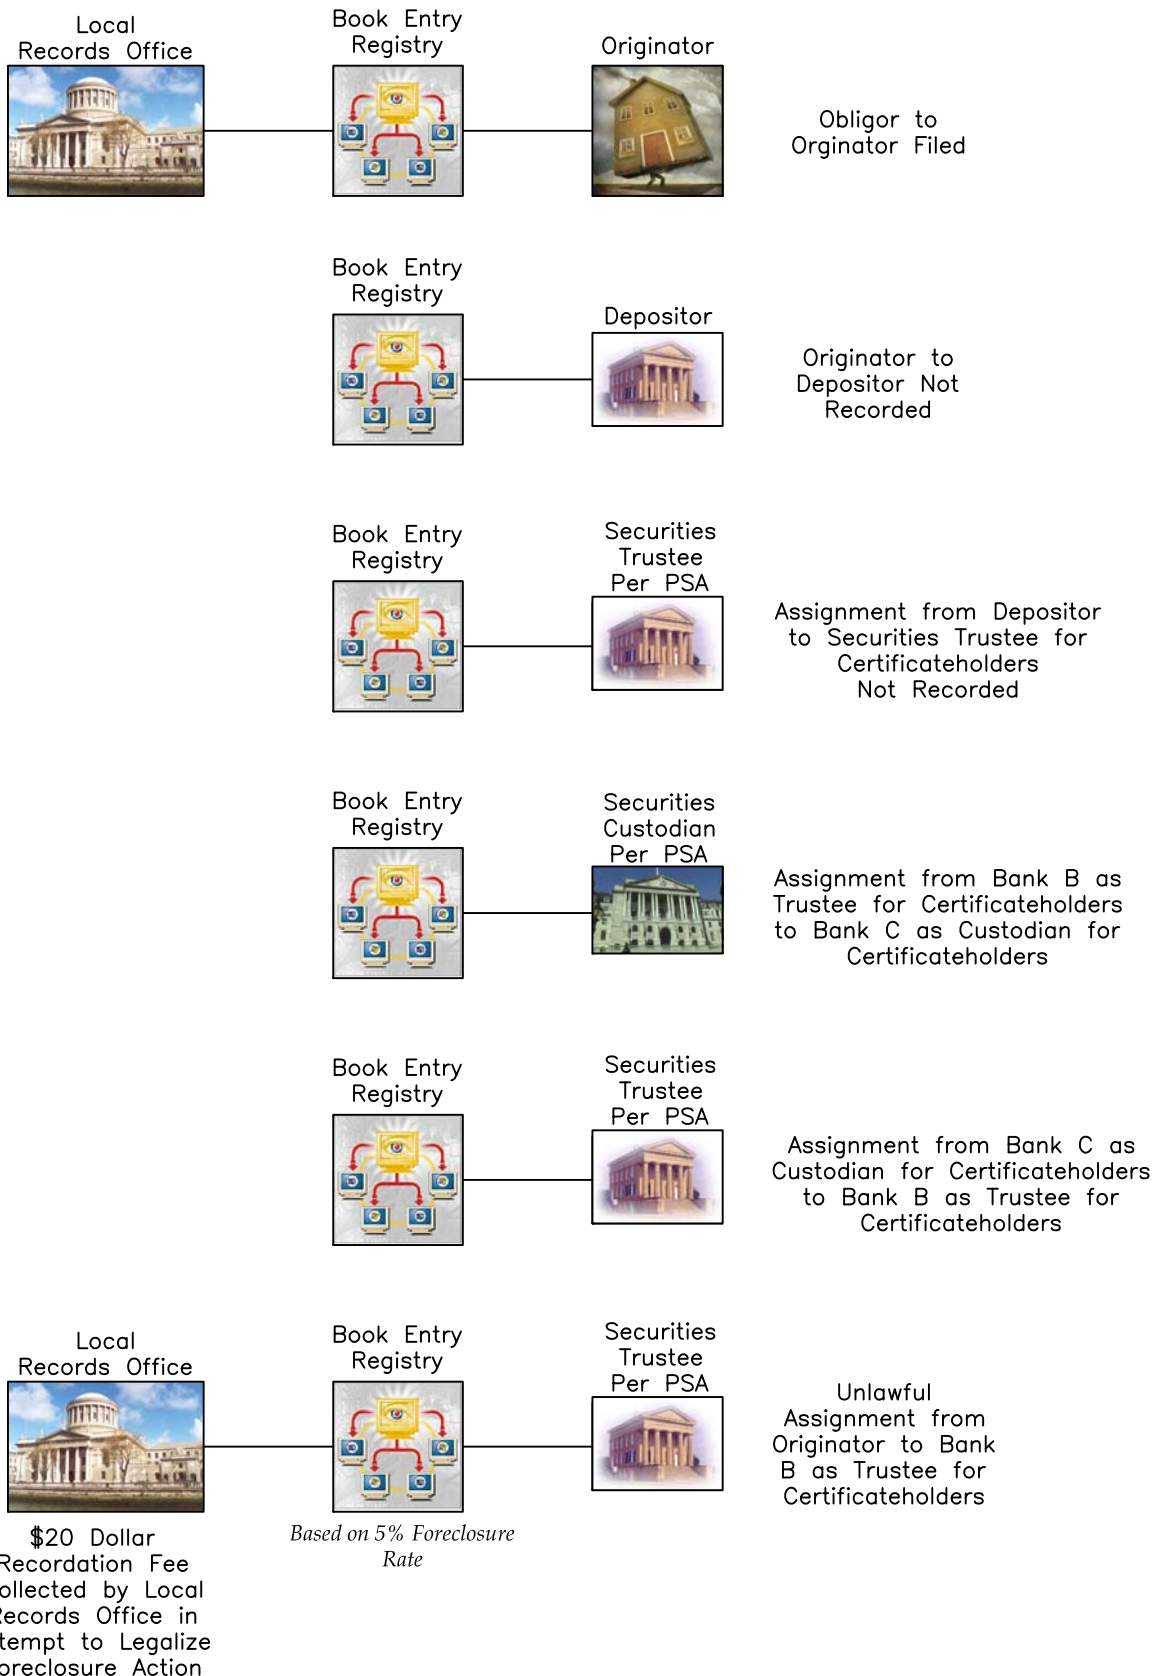 Local
Records Office
Book Entry
Registry
Originator
Obligor to
Orginator Filed
Book Entry
Registry
Depositor
Originator to
Depositor Not
Recorded
Book Entry
Registry
Securities
Trustee
Per PSA
Assignment from Depositor
to Securities Trustee for
Certificateholders
Not Recorded
Book Entry
Registry
Securities
Custodian
Per PSA
Assignment from Bank B as
Trustee for Certificateholders
to Bank C as Custodian for
Certificateholders
Book Entry
Registry
Securities
Trustee
Per PSA
Assignment from Bank C as
Custodian for Certificateholders
to Bank B as Trustee for
Certificateholders
Local
Records Office
Book Entry
Registry
Securities
Trustee
Per PSA
Unlawful
Assignment from
Originator to Bank
B as Trustee for
Certificateholders
$20 Dollar
Recordation Fee
ollected by Local
Records Office in
tempt to Legalize
oreclosure Action
Based on 5% Foreclosure
Rate